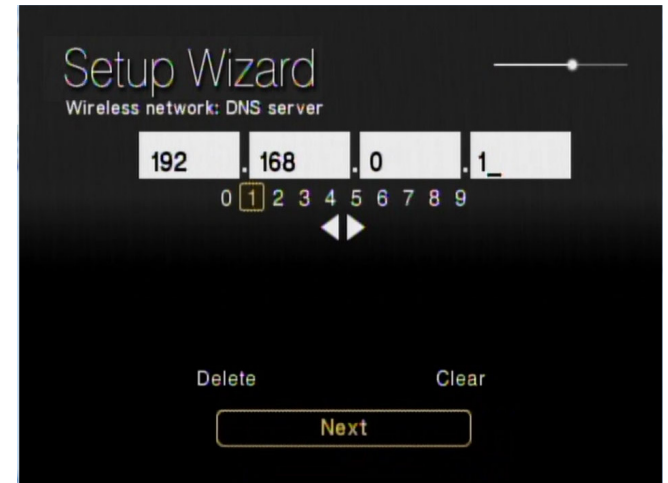 Setup Wizard
Wireless network: DNS server
192 . 168 . 0 . 1_
0 1 2 3 4 5 6 7 8 9
Delete Clear
Next